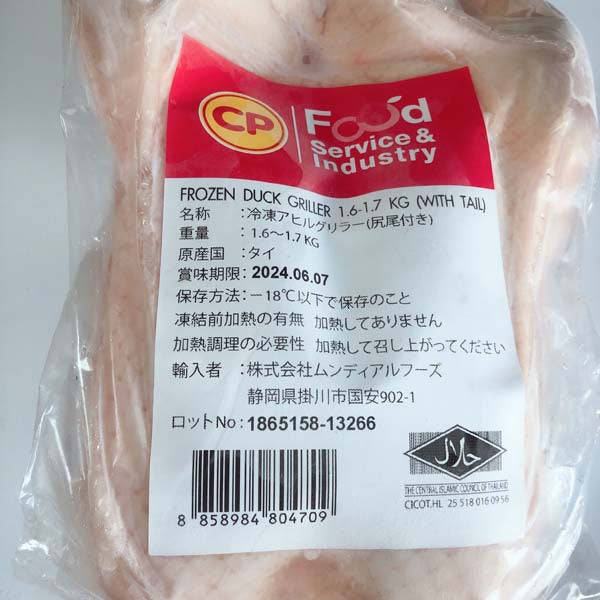 CP
Food
Service &
Industry
FROZEN DUCK GRILLER 1.6-1.7 KG (WITH TAIL)
名称 :冷凍アヒルグリラー(尻尾付き)
重量 :1.6～1.7KG
原産国 :タイ
賞味期限: 2024.06.07
保存方法:－18℃以下で保存のこと
凍結前加熱の有無 加熱してありません
加熱調理の必要性 加熱して召し上がってください
輸入者 :株式会社ムンディアルフーズ
静岡県掛川市国安902-1
ロットNo: 1865158-13266
حلال
THE CENTRAL ISLAMIC COUNCIL OF THAILAND
CICOT.HL 25 518 016 09 56
8 858984 804709